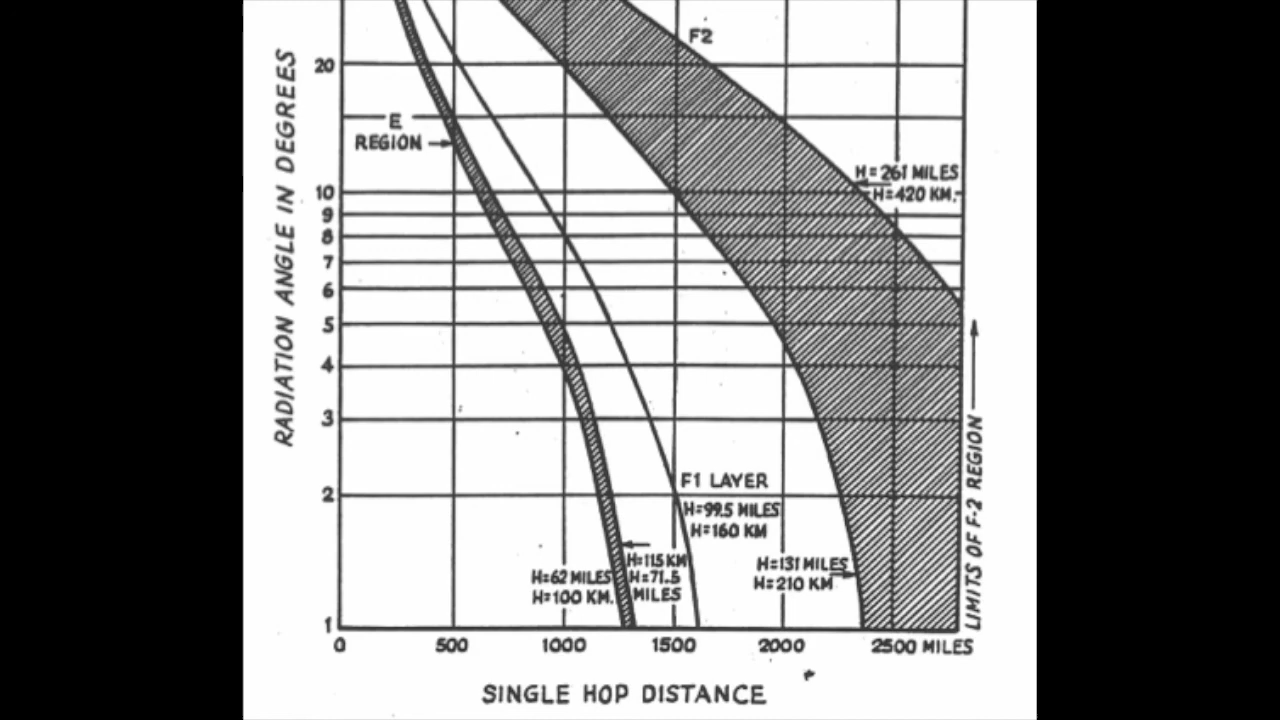 RADIATION ANGLE IN DEGREES
F2
20
E
REGION
H=261 MILES
H=420 KM.
10
9
8
7
6
5
4
3
2
1
F1 LAYER
H=99.5 MILES
H=160 KM
H=131 MILES
H=210 KM
H=115 KM
H=71.5
MILES
H=62 MILES
H=100 KM.
LIMITS OF F-2 REGION
0 500 1000 1500 2000 2500 MILES
SINGLE HOP DISTANCE